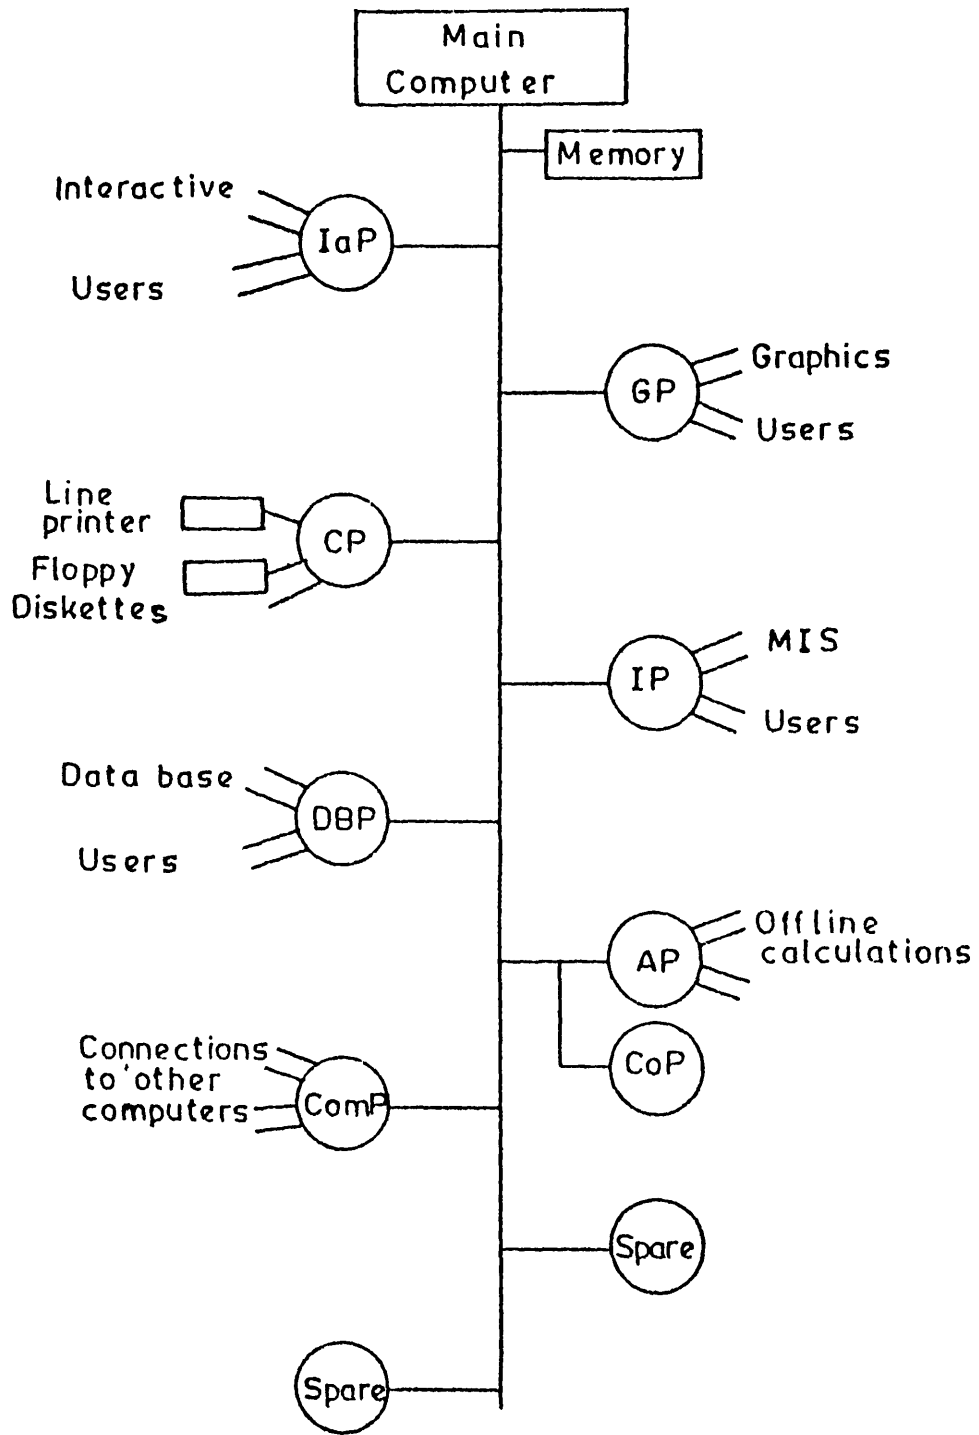 Main
Computer
Memory
Interactive
IaP
Users
Graphics
GP
Users
Line
printer
CP
Floppy
Diskettes
MIS
IP
Users
Data base
DBP
Users
Offline
calculations
AP
Connections
to other
computers
ComP
CoP
Spare
Spare